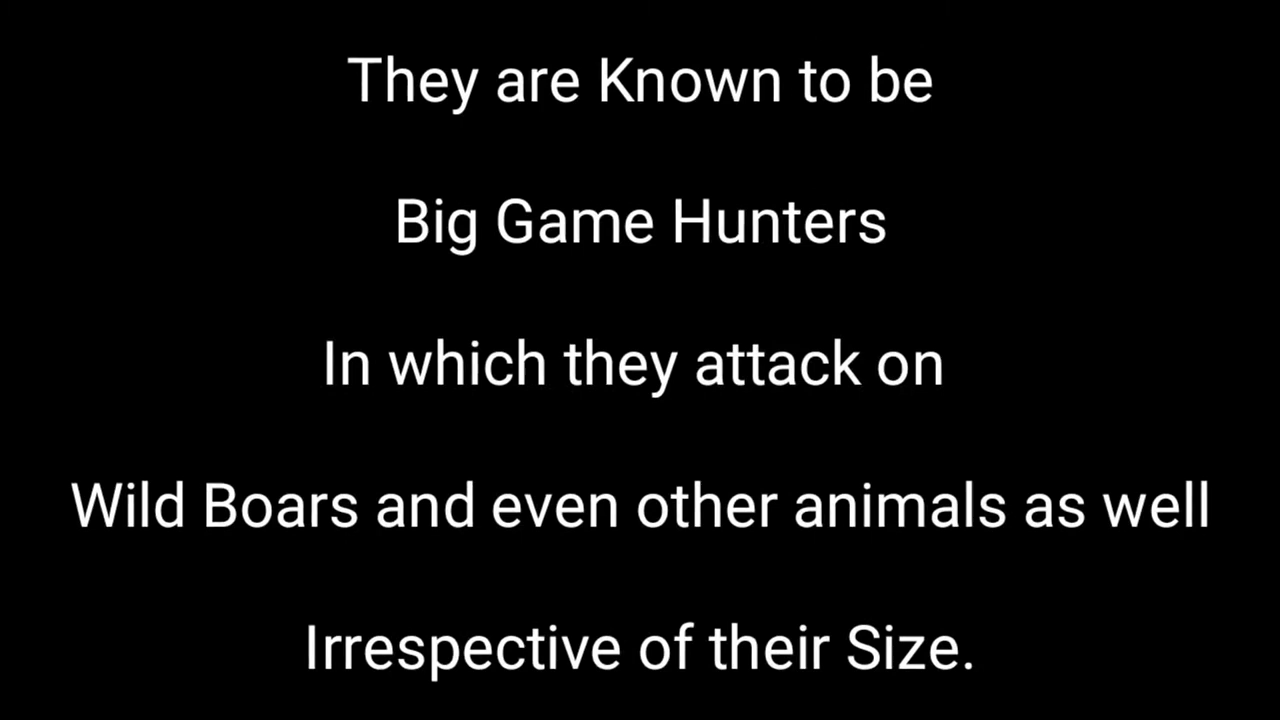 They are Known to be
Big Game Hunters
In which they attack on
Wild Boars and even other animals as well
Irrespective of their Size.